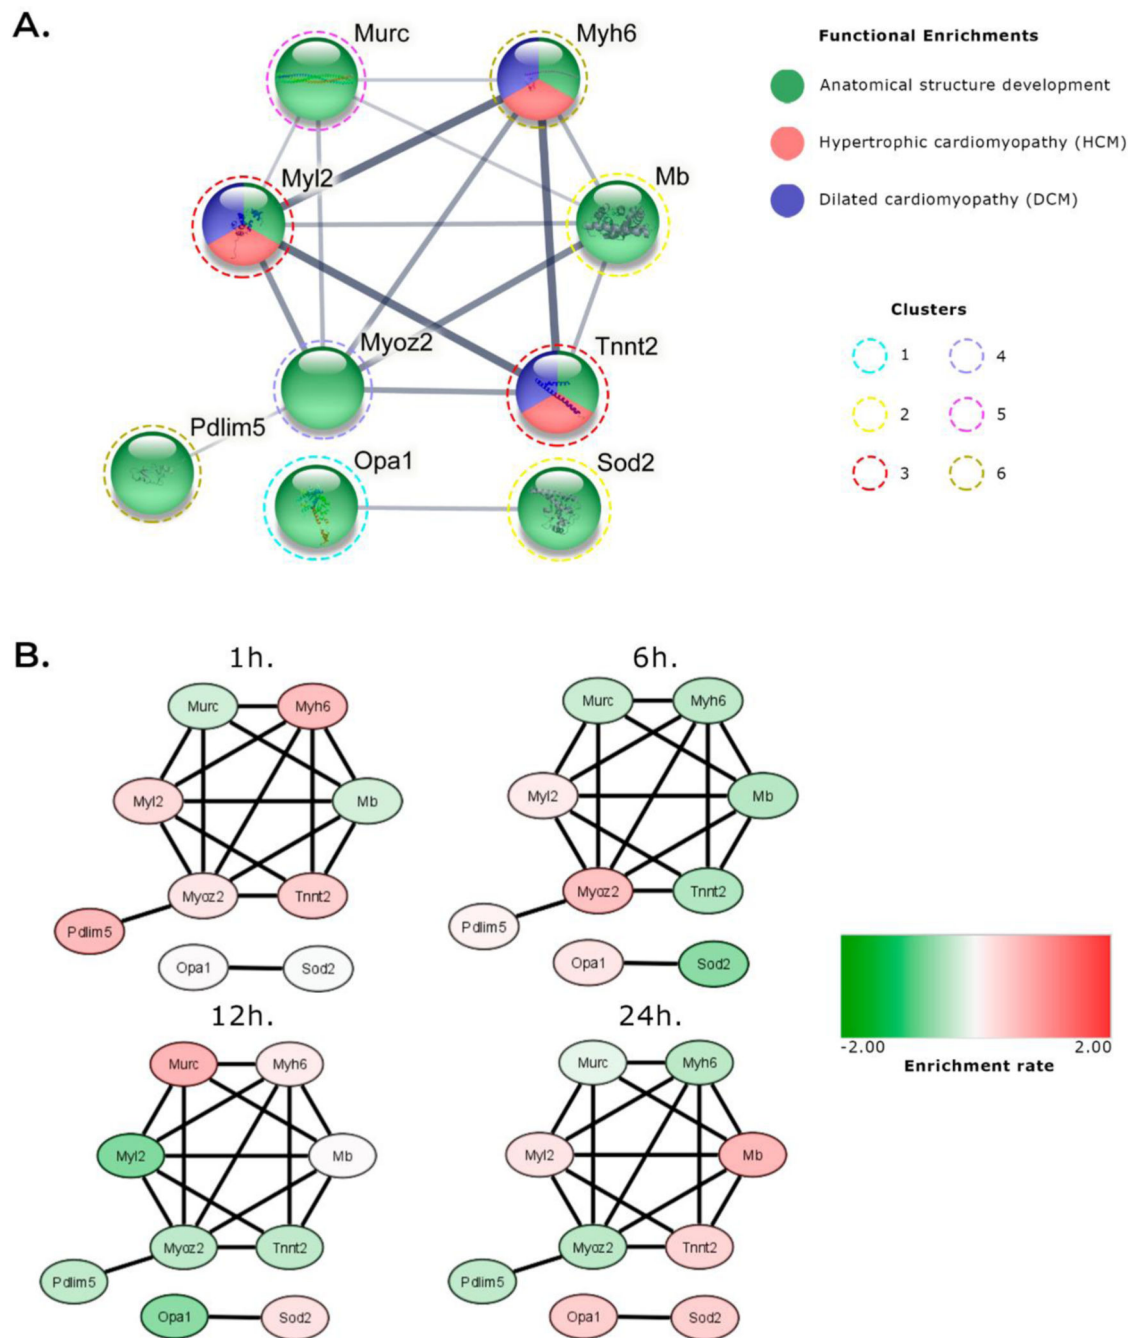 A.
Murc
Myh6
Functional Enrichments
Anatomical structure development
Hypertrophic cardiomyopathy (HCM)
Dilated cardiomyopathy (DCM)
Myl2
Mb
Clusters
1
4
2
5
3
6
Myoz2
Tnnt2
Pdlim5
Opa1
Sod2
B.
1h.
Murc
Myh6
Myl2
Mb
Myoz2
Tnnt2
Pdlim5
Opa1
Sod2
6h.
Murc
Myh6
Myl2
Mb
Myoz2
Tnnt2
Pdlim5
Opa1
Sod2
12h.
Murc
Myh6
Myl2
Mb
Myoz2
Tnnt2
Pdlim5
Opa1
Sod2
24h.
Murc
Myh6
Myl2
Mb
Myoz2
Tnnt2
Pdlim5
Opa1
Sod2
-2.00
2.00
Enrichment rate